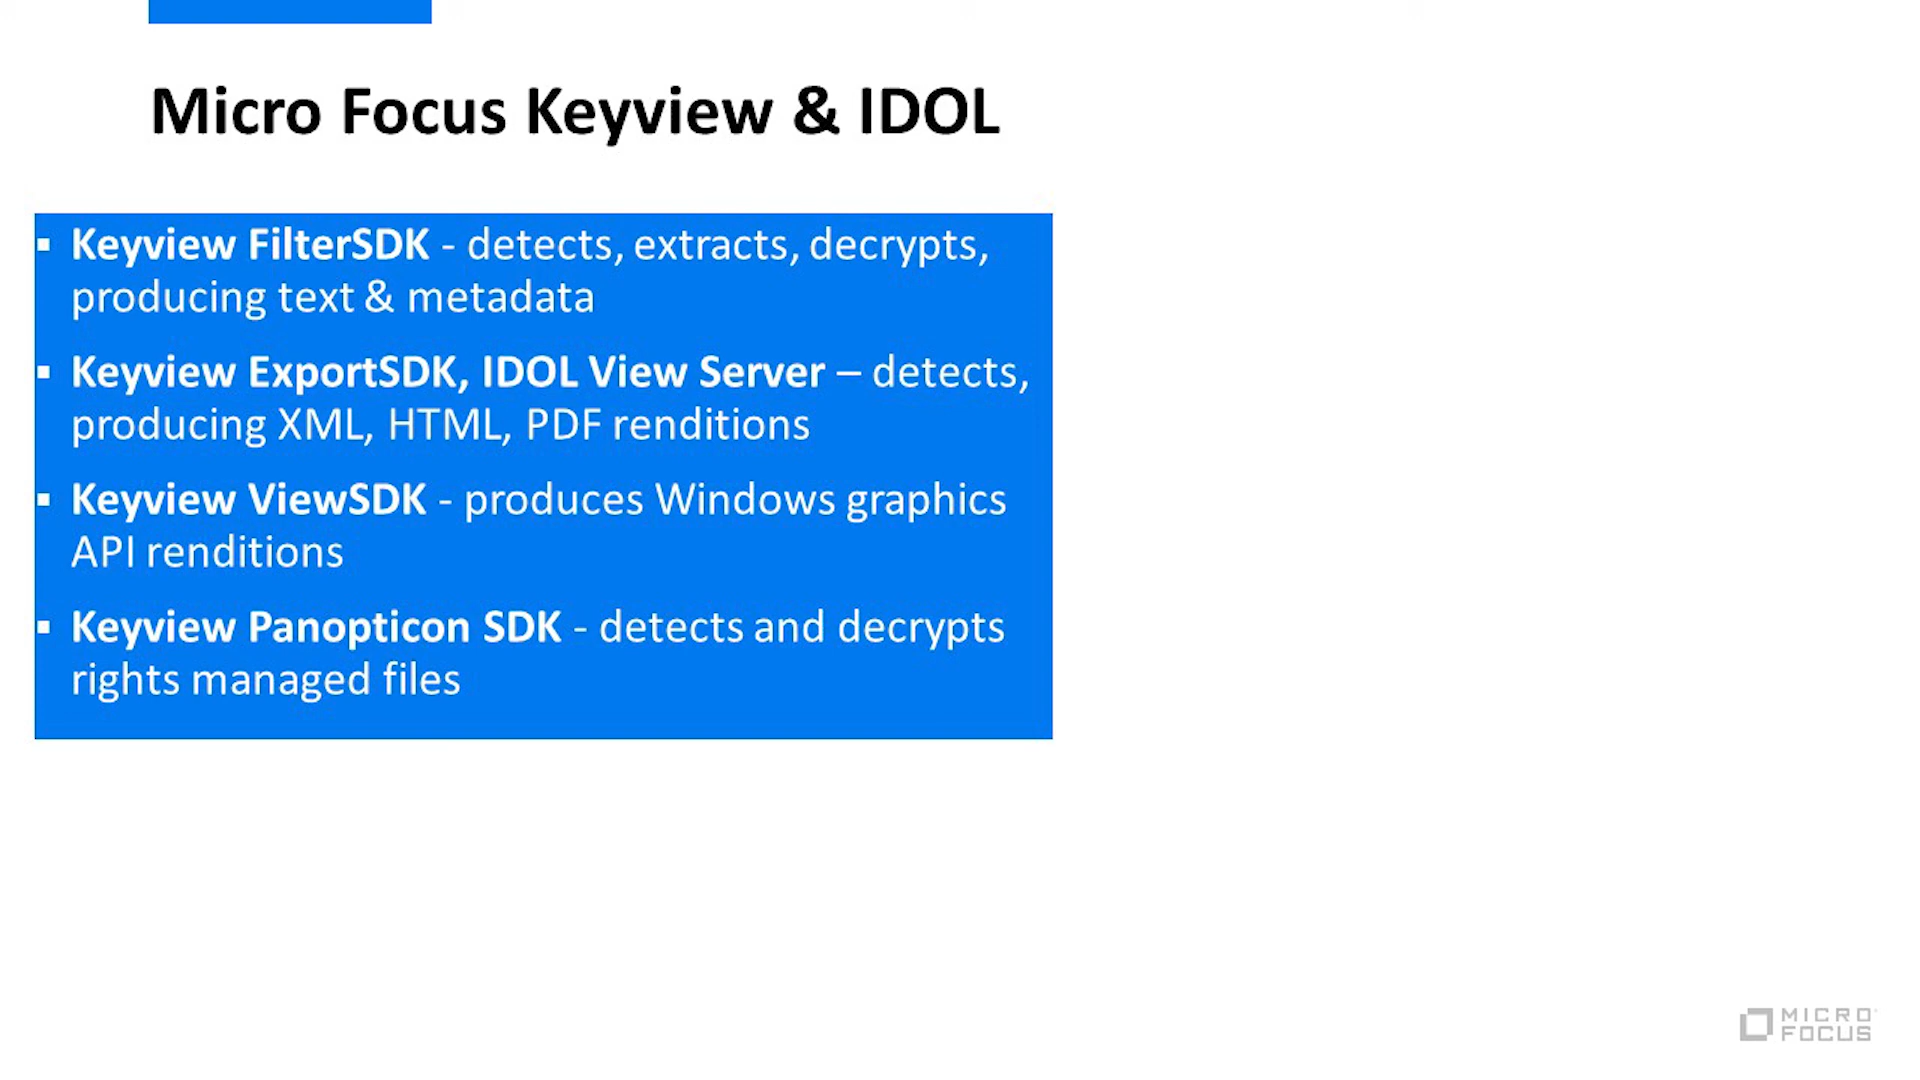 Micro Focus Keyview & IDOL
▪ Keyview FilterSDK - detects, extracts, decrypts,
producing text & metadata
▪ Keyview ExportSDK, IDOL View Server – detects,
producing XML, HTML, PDF renditions
▪ Keyview ViewSDK - produces Windows graphics
API renditions
▪ Keyview Panopticon SDK - detects and decrypts
rights managed files
MICRO
FOCUS